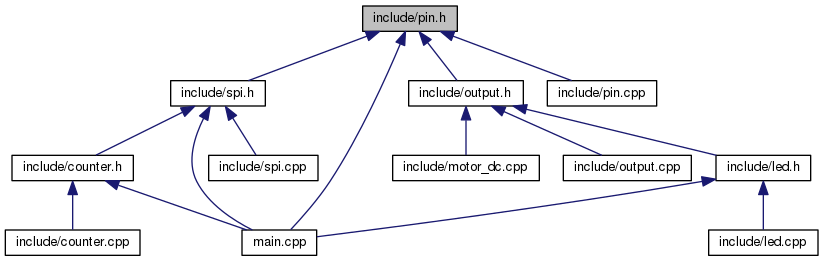 include/pin.h
include/spi.h
include/output.h
include/pin.cpp
include/counter.h
include/spi.cpp
include/motor_dc.cpp
include/output.cpp
include/led.h
include/counter.cpp
main.cpp
include/led.cpp